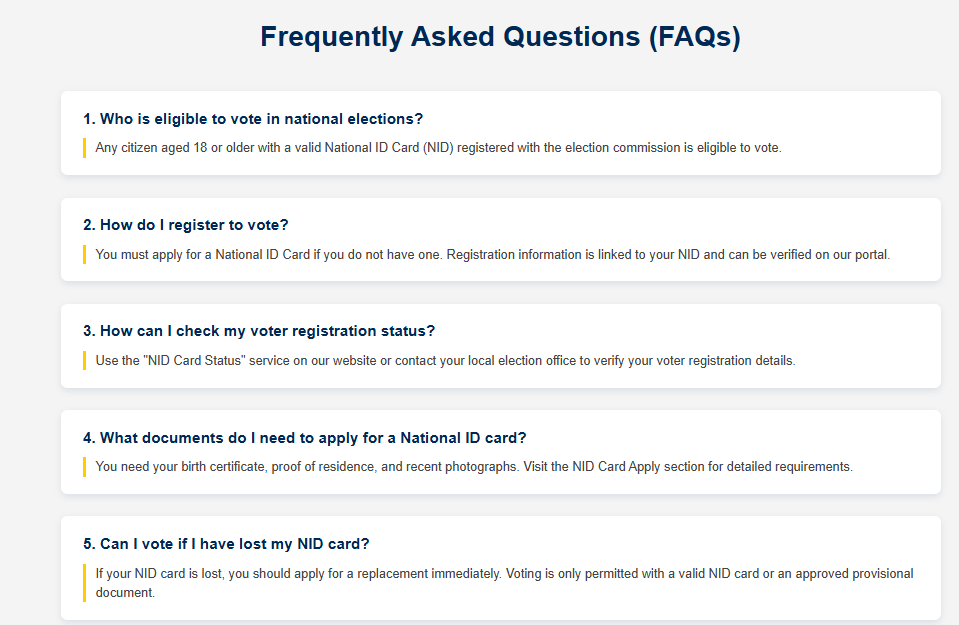 Frequently Asked Questions (FAQs)
1. Who is eligible to vote in national elections?
Any citizen aged 18 or older with a valid National ID Card (NID) registered with the election commission is eligible to vote.
2. How do I register to vote?
You must apply for a National ID Card if you do not have one. Registration information is linked to your NID and can be verified on our portal.
3. How can I check my voter registration status?
Use the "NID Card Status" service on our website or contact your local election office to verify your voter registration details.
4. What documents do I need to apply for a National ID card?
You need your birth certificate, proof of residence, and recent photographs. Visit the NID Card Apply section for detailed requirements.
5. Can I vote if I have lost my NID card?
If your NID card is lost, you should apply for a replacement immediately. Voting is only permitted with a valid NID card or an approved provisional
document.